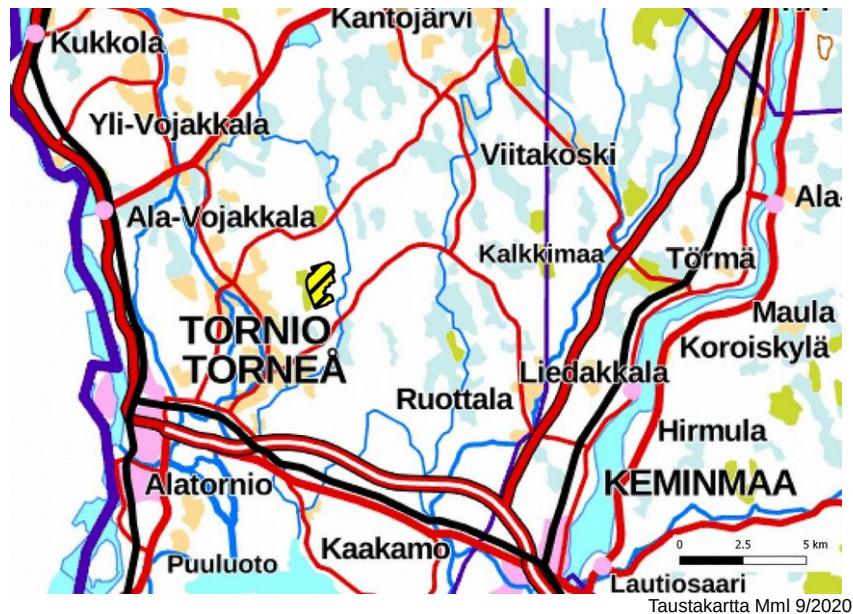 Kantojärvi
Kukkola
Yli-Vojakkala
Viitakoski
Ala-Vojakkala
Ala-
Kalkkimaa
Törmä
Maula
TORNIO
TORNEÅ
Koroiskylä
Liedakkala
Ruottala
Hirmula
Alatornio
KEMINMAA
Kaakamo
Puuluoto
0 2.5 5 km
Lautiosaari
Taustakartta Mml 9/2020